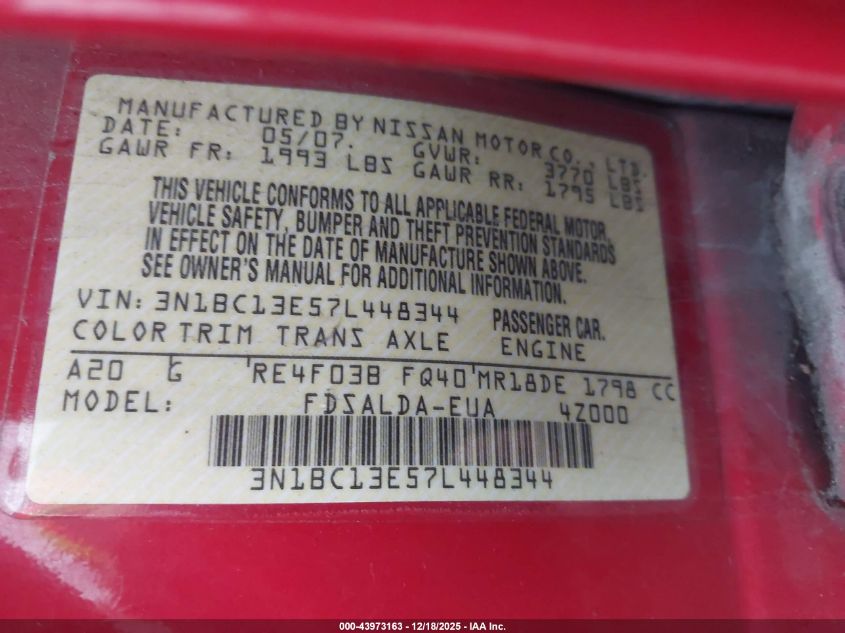 MANUFACTURED BY NISSAN MOTOR CO., LTD.
DATE: 05/07. GVWR: 3770 LBS
GAWR FR: 1993 LBS GAWR RR: 1795 LBS
THIS VEHICLE CONFORMS TO ALL APPLICABLE FEDERAL MOTOR
VEHICLE SAFETY, BUMPER AND THEFT PREVENTION STANDARDS
IN EFFECT ON THE DATE OF MANUFACTURE SHOWN ABOVE.
SEE OWNER'S MANUAL FOR ADDITIONAL INFORMATION.
VIN: 3N1BC13E57L448344 PASSENGER CAR.
COLOR TRIM TRANS AXLE ENGINE
A20 G RE4F03B FQ40 MR18DE 1798 CC
MODEL: FDSALDA-EUA 4Z000
3N1BC13E57L448344
000-43973163 - 12/18/2025 - IAA Inc.